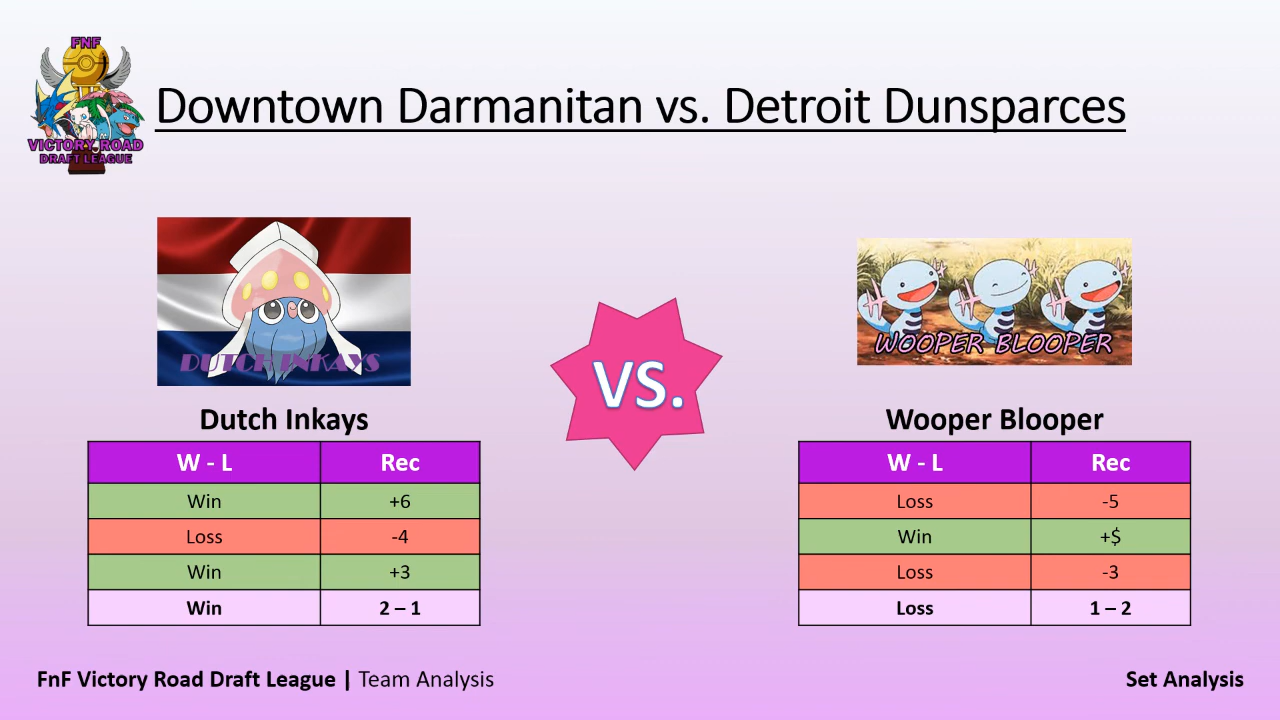 FNF
VICTORY ROAD
DRAFT LEAGUE
Downtown Darmanitan vs. Detroit Dunsparces
DUTCH INKAYS
VS.
WOOPER BLOOPER
Dutch Inkays
W - L Rec
Win +6
Loss -4
Win +3
Win 2 – 1
Wooper Blooper
W - L Rec
Loss -5
Win +$
Loss -3
Loss 1 – 2
FnF Victory Road Draft League | Team Analysis
Set Analysis